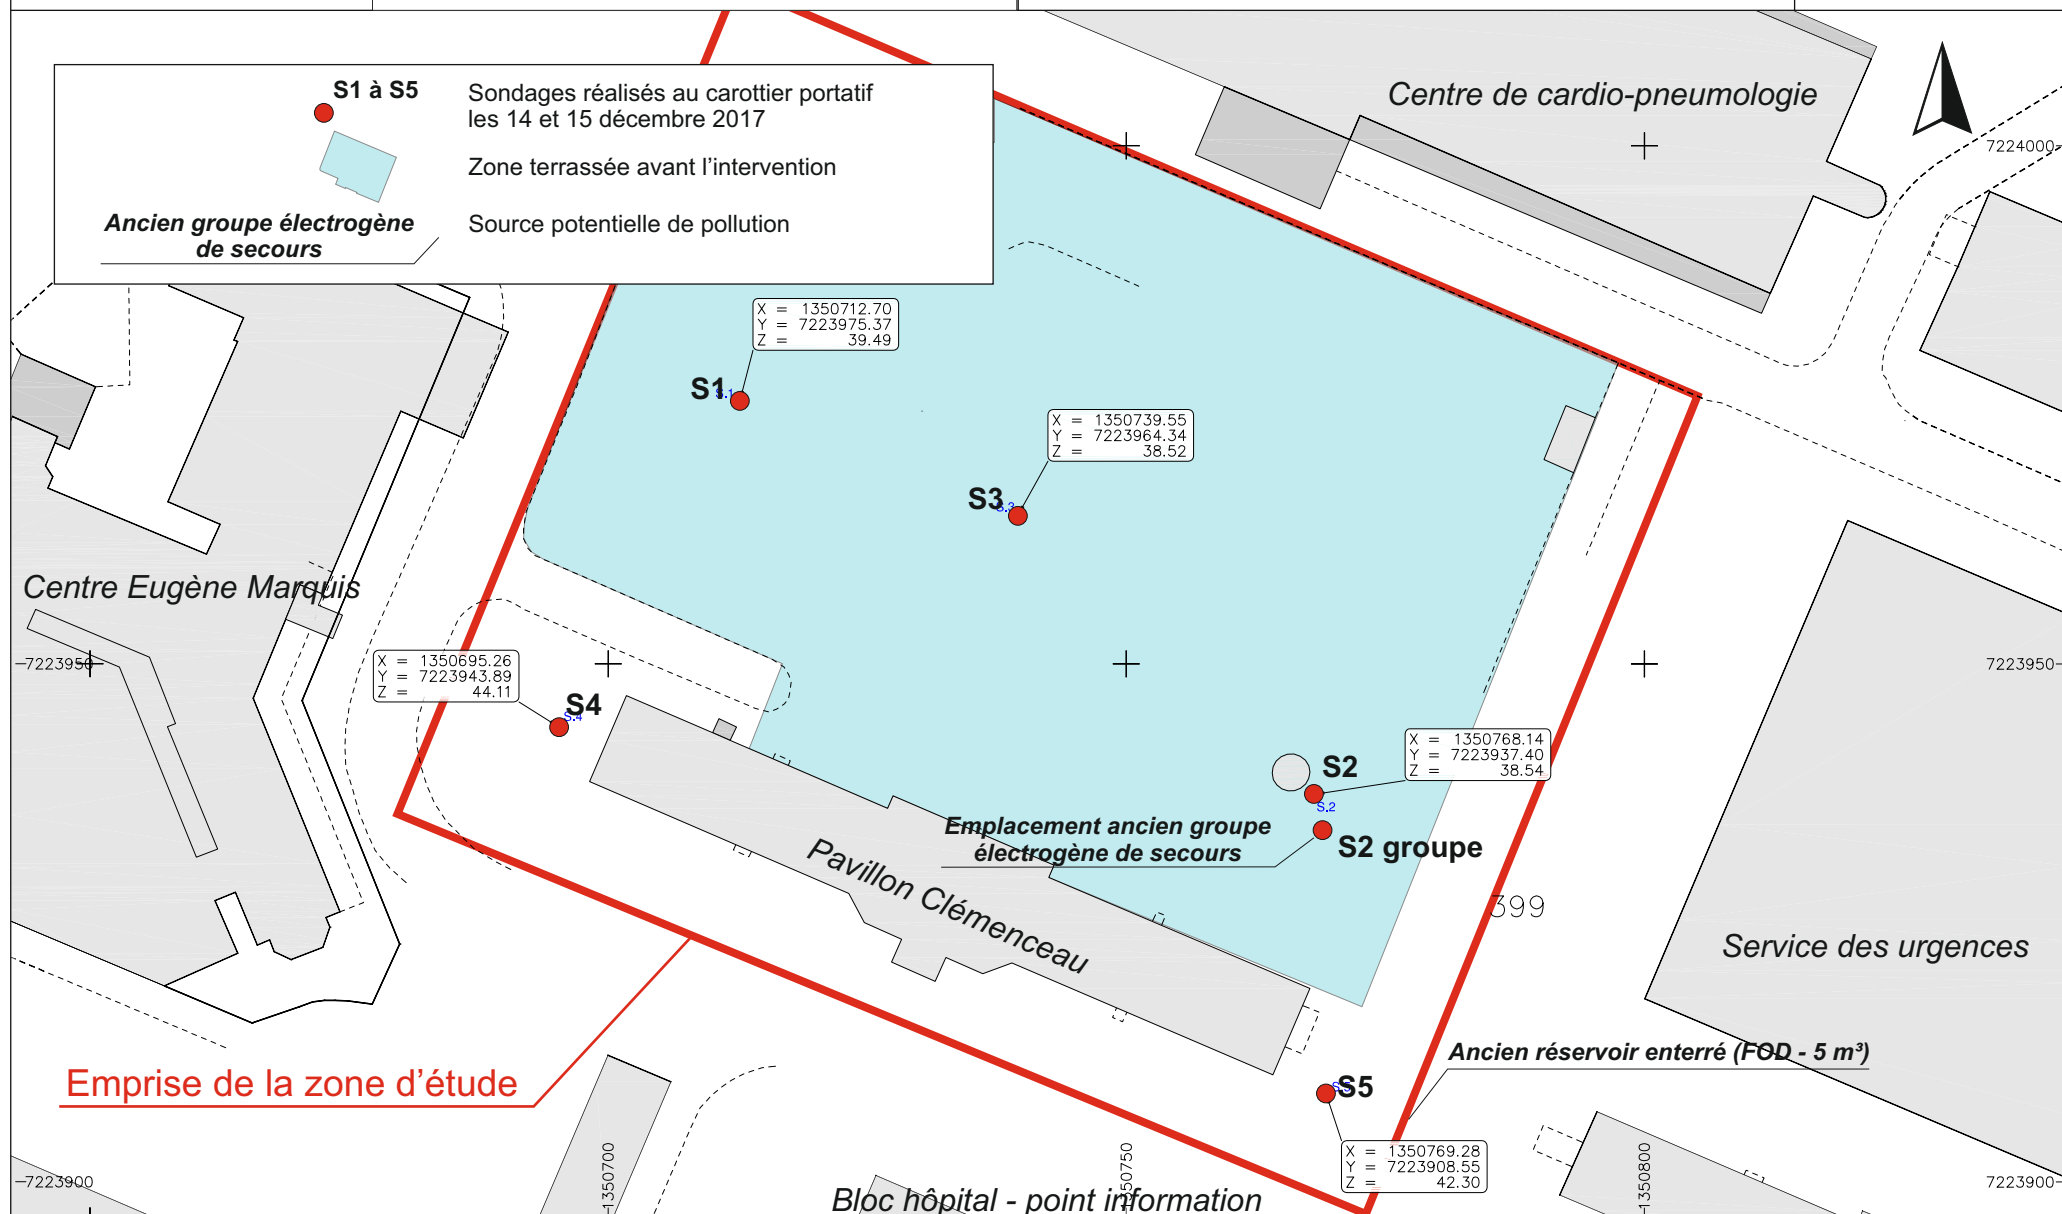 S1 à S5
Sondages réalisés au carottier portatif
les 14 et 15 décembre 2017
Zone terrassée avant l'intervention
Ancien groupe électrogène
de secours
Source potentielle de pollution
Centre de cardio-pneumologie
7224000
X = 1350712.70
Y = 7223975.37
Z = 39.49
S1
S.1
X = 1350739.55
Y = 7223964.34
Z = 38.52
S3
S.3
Centre Eugène Marquis
7223950
7223950
X = 1350695.26
Y = 7223943.89
Z = 44.11
S4
S.4
X = 1350768.14
Y = 7223937.40
Z = 38.54
S2
S.2
Emplacement ancien groupe
électrogène de secours
S2 groupe
Pavillon Clémenceau
399
Service des urgences
Ancien réservoir enterré (FOD - 5 m³)
Emprise de la zone d'étude
S5
S.5
X = 1350769.28
Y = 7223908.55
Z = 42.30
7223900
1350700
1350750
1350800
7223900
Bloc hôpital - point information